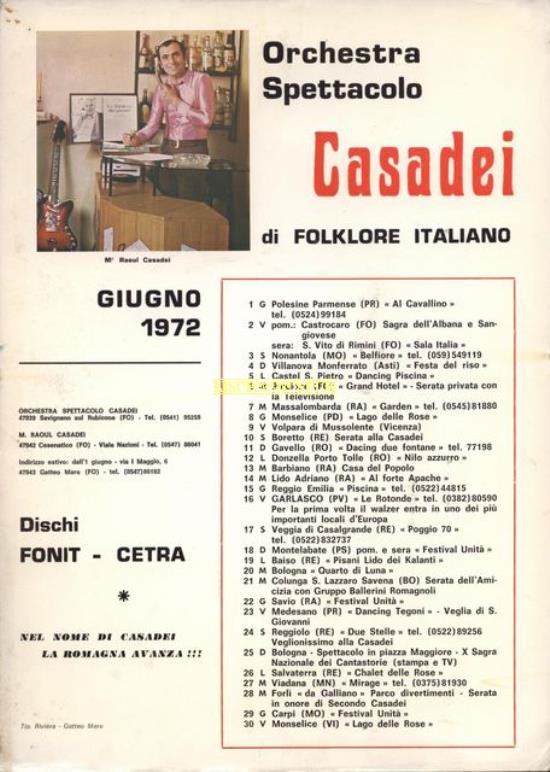 Orchestra
Spettacolo
Casadei
di FOLKLORE ITALIANO
M° Raoul Casadei
GIUGNO
1972
ORCHESTRA SPETTACOLO CASADEI
47039 Savignano sul Rubicone (FO) - Tel. (0541) 95259
M. RAOUL CASADEI
47042 Cesenatico (FO) - Viale Nazioni - Tel. (0547) 86041
Indirizzo estivo: dall'1 giugno - via I Maggio, 6
47043 Gatteo Mare (FO) - tel. (0547)86192
Dischi
FONIT - CETRA
*
NEL NOME DI CASADEI
LA ROMAGNA AVANZA !!!
Tip. Riviera - Gatteo Mare
1 G Polesine Parmense (PR) « Al Cavallino »
tel. (0524)99184
2 V pom.: Castrocaro (FO) Sagra dell'Albana e San-
giovese
sera: S. Vito di Rimini (FO) « Sala Italia »
3 S Nonantola (MO) « Belfiore » tel. (059)549119
4 D Villanova Monferrato (Asti) « Festa del riso »
5 L Castel S. Pietro « Dancing Piscina »
« Grand Hotel » - Serata privata con
la Televisione
7 M Massalombarda (RA) « Garden » tel. (0545)81880
8 G Monselice (PD) « Lago delle Rose »
9 V Volpara di Mussolente (Vicenza)
10 S Boretto (RE) Serata alla Casadei
11 D Gavello (RO) « Dacing due fontane » tel. 77198
12 L Donzella Porto Tolle (RO) « Nilo azzurro »
13 M Barbiano (RA) Casa del Popolo
14 M Lido Adriano (RA) « Al forte Apache »
15 G Reggio Emilia « Piscina » tel. (0522)44815
16 V GARLASCO (PV) « Le Rotonde » tel. (0382)80590
Per la prima volta il walzer entra in uno dei più
importanti locali d'Europa
17 S Veggia di Casalgrande (RE) « Poggio 70 »
tel. (0522)832737
18 D Montelabate (PS) pom. e sera « Festival Unità »
19 L Baiso (RE) « Pisani Lido dei Kalanti »
20 M Bologna « Quarto di Luna »
21 M Colunga S. Lazzaro Savena (BO) Serata dell'Ami-
cizia con Gruppo Ballerini Romagnoli
22 G Savio (RA) « Festival Unità »
23 V Medesano (PR) « Dancing Tegoni » - Veglia di S.
Giovanni
24 S Reggiolo (RE) « Due Stelle » tel. (0522)89256
Veglionissimo alla Casadei
25 D Bologna - Spettacolo in piazza Maggiore - X Sagra
Nazionale dei Cantastorie (stampa e TV)
26 L Salvaterra (RE) « Chalet delle Rose »
27 M Viadana (MN) « Mirage » tel. (0375)81930
28 M Forlì « da Galliano » Parco divertimenti - Serata
in onore di Secondo Casadei
29 G Carpi (MO) « Festival Unità »
30 V Monselice (VI) « Lago delle Rose »